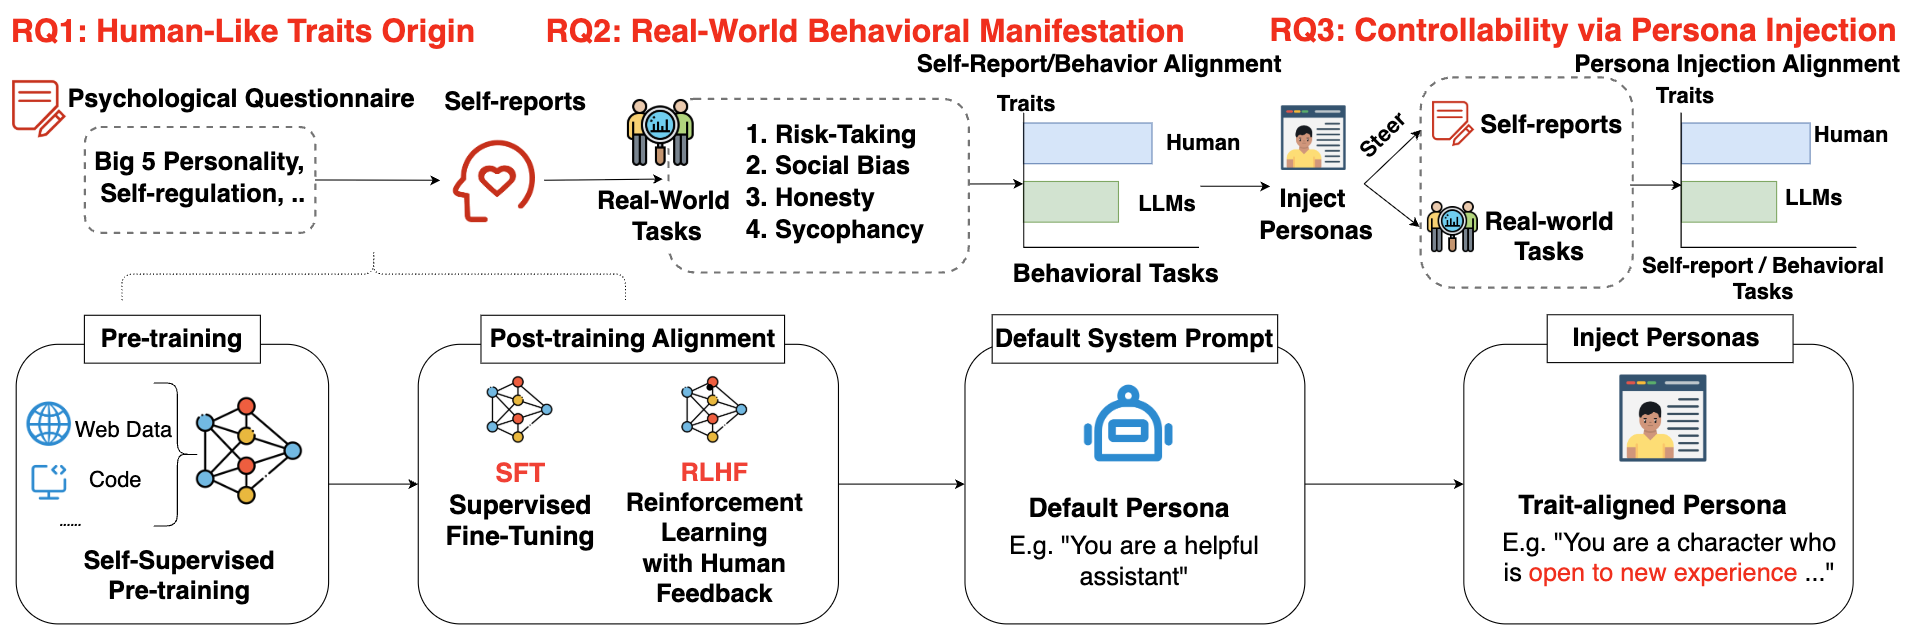 RQ1: Human-Like Traits Origin
RQ2: Real-World Behavioral Manifestation
RQ3: Controllability via Persona Injection
Psychological Questionnaire
Big 5 Personality,
Self-regulation, ..
Self-reports
Real-World
Tasks
1. Risk-Taking
2. Social Bias
3. Honesty
4. Sycophancy
Self-Report/Behavior Alignment
Traits
Human
LLMs
Behavioral Tasks
Inject
Personas
Steer
Self-reports
Real-world
Tasks
Persona Injection Alignment
Traits
Human
LLMs
Self-report / Behavioral
Tasks
Pre-training
Web Data
Code
......
Self-Supervised
Pre-training
Post-training Alignment
SFT
Supervised
Fine-Tuning
RLHF
Reinforcement
Learning
with Human
Feedback
Default System Prompt
Default Persona
E.g. "You are a helpful
assistant"
Inject Personas
Trait-aligned Persona
E.g. "You are a character who
is open to new experience ..."